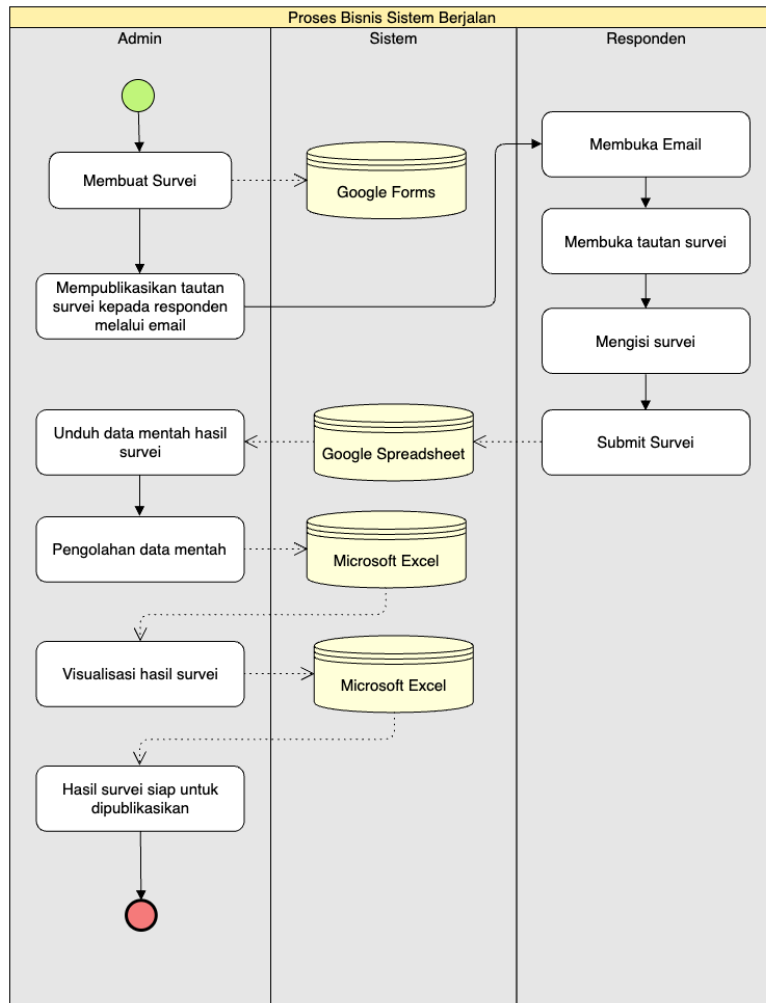 Proses Bisnis Sistem Berjalan
Admin
Sistem
Responden
Membuat Survei
Google Forms
Membuka Email
Membuka tautan survei
Mempublikasikan tautan
survei kepada responden
melalui email
Mengisi survei
Unduh data mentah hasil
survei
Google Spreadsheet
Submit Survei
Pengolahan data mentah
Microsoft Excel
Visualisasi hasil survei
Microsoft Excel
Hasil survei siap untuk
dipublikasikan